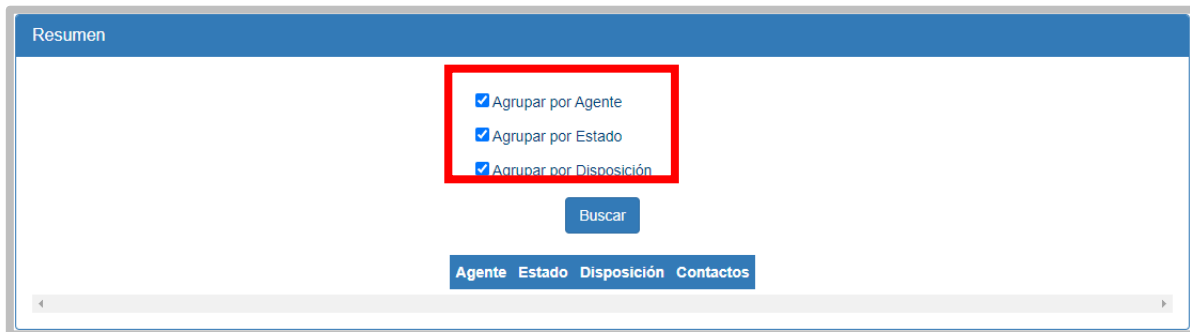 Resumen
Agrupar por Agente
Agrupar por Estado
Agrupar por Disposición
Buscar
Agente Estado Disposición Contactos